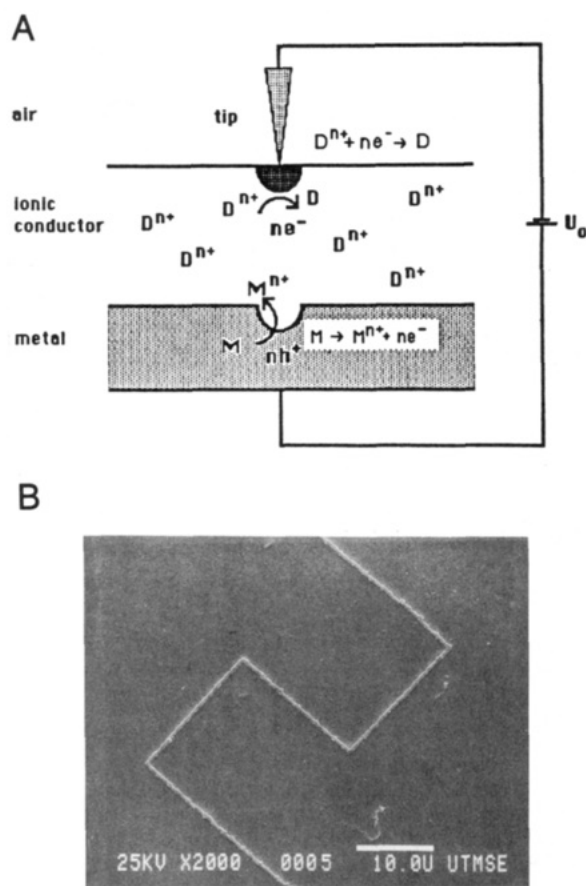 A
air
tip
Dⁿ⁺ + ne⁻ → D
ionic
conductor
Dⁿ⁺ Dⁿ⁺ D Dⁿ⁺
ne⁻
Dⁿ⁺ Dⁿ⁺
Mⁿ⁺ Dⁿ⁺
U₀
metal
M
nh⁺
M → Mⁿ⁺ + ne⁻
B
25KV X2000 0005 10.0U UTMSE